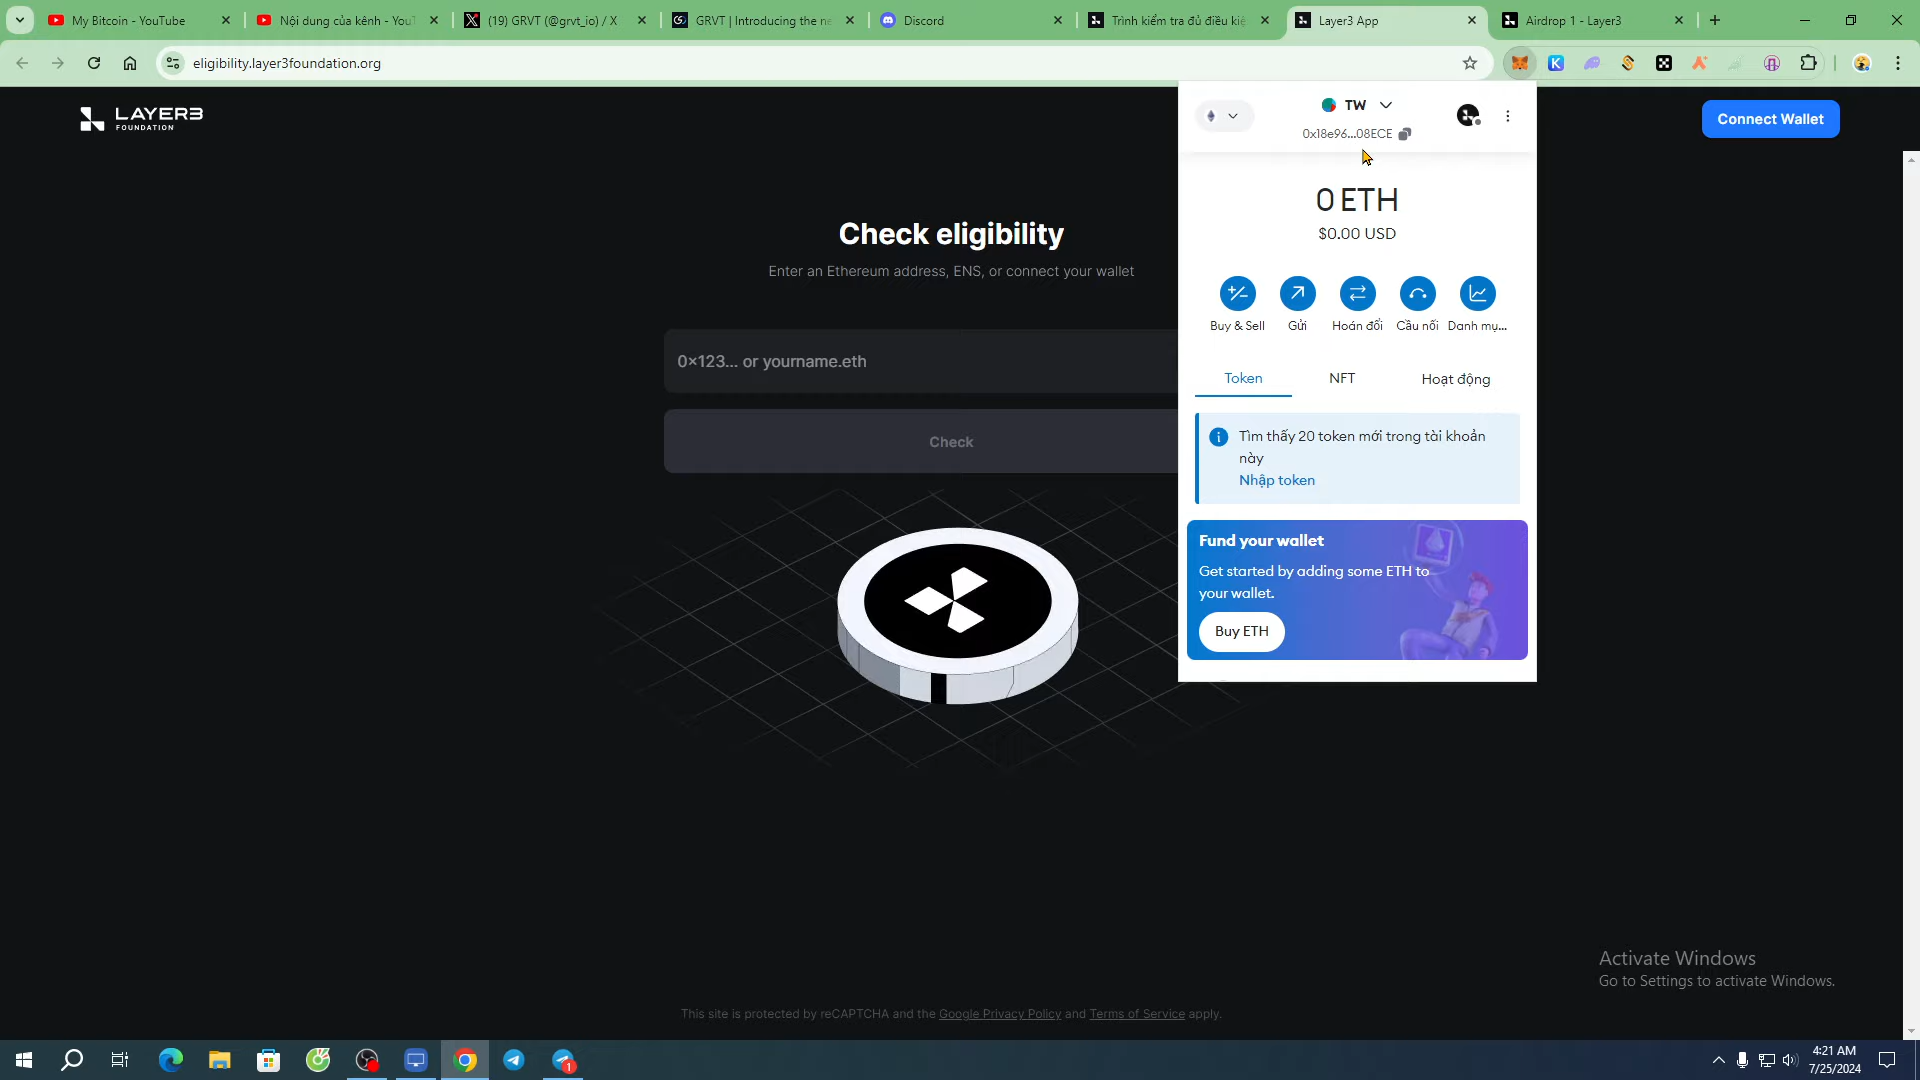 My Bitcoin - YouTube
Nội dung của kênh - YouT
(19) GRVT (@grvt_io) / X
GRVT | Introducing the ne
Discord
Trình kiểm tra đủ điều kiệ
Layer3 App
Airdrop 1 - Layer3
eligibility.layer3foundation.org
LAYER3
FOUNDATION
Connect Wallet
TW
0x18e96...08ECE
0 ETH
$0.00 USD
Buy & Sell
Gửi
Hoán đổi
Cầu nối
Danh mụ...
Token
NFT
Hoạt động
Tìm thấy 20 token mới trong tài khoản
này
Nhập token
Fund your wallet
Get started by adding some ETH to
your wallet.
Buy ETH
Check eligibility
Enter an Ethereum address, ENS, or connect your wallet
0×123... or yourname.eth
Check
Activate Windows
Go to Settings to activate Windows.
This site is protected by reCAPTCHA and the Google Privacy Policy and Terms of Service apply.
1
4:21 AM
7/25/2024